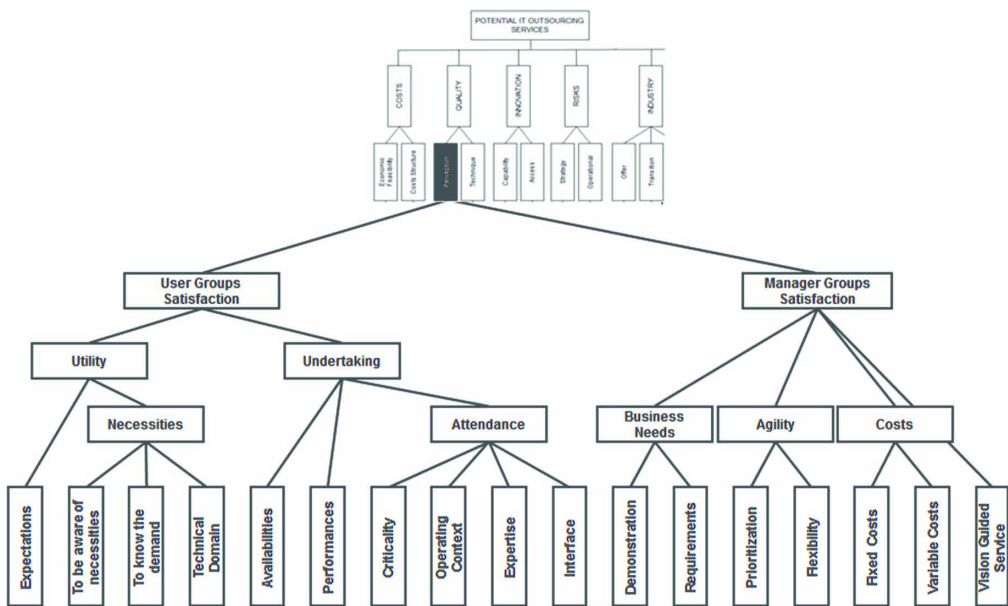 POTENTIAL IT OUTSOURCING
SERVICES
COSTS
QUALITY
INNOVATION
RISKS
INDUSTRY
Economic
Feasibility
Costs Structure
Perception
Technique
Capability
Access
Strategy
Operational
Offer
Transition
User Groups
Satisfaction
Manager Groups
Satisfaction
Utility
Undertaking
Necessities
Attendance
Business
Needs
Agility
Costs
Expectations
To be aware of
necessities
To know the
demand
Technical
Domain
Availabilities
Performances
Criticality
Operating
Context
Expertise
Interface
Demonstration
Requirements
Prioritization
Flexibility
Fixed Costs
Variable Costs
Vision Guided
Service